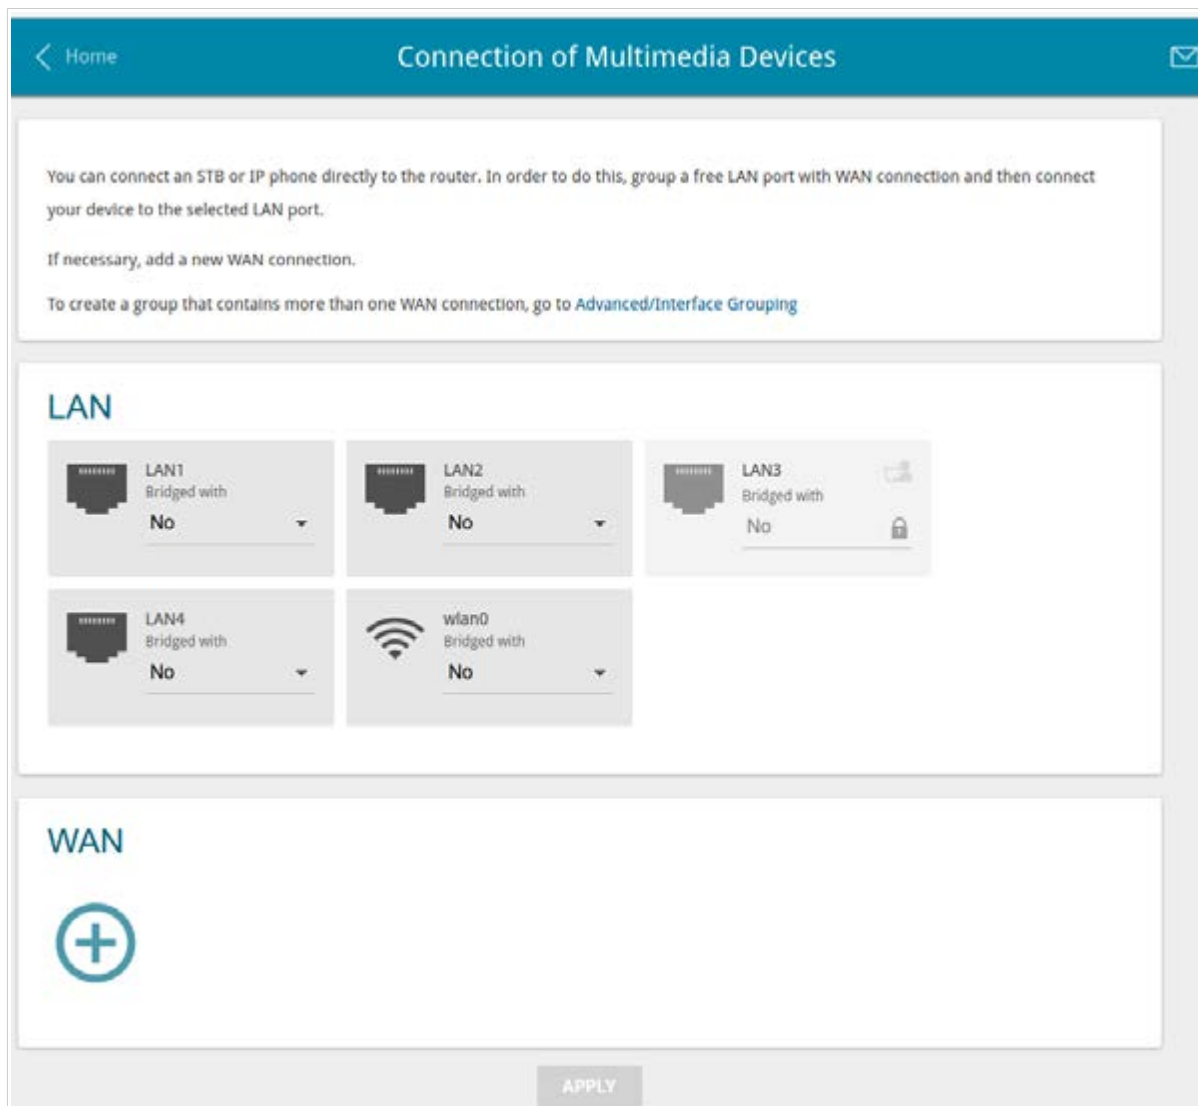 Home
Connection of Multimedia Devices
You can connect an STB or IP phone directly to the router. In order to do this, group a free LAN port with WAN connection and then connect
your device to the selected LAN port.
If necessary, add a new WAN connection.
To create a group that contains more than one WAN connection, go to Advanced/Interface Grouping
LAN
LAN1
Bridged with
No
LAN2
Bridged with
No
LAN3
Bridged with
No
LAN4
Bridged with
No
wlan0
Bridged with
No
WAN
APPLY